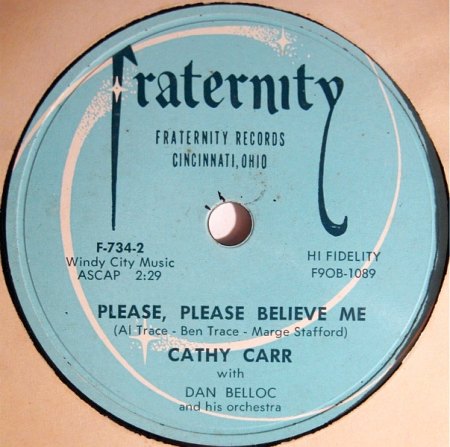 fraternity
FRATERNITY RECORDS
CINCINNATI, OHIO
F-734-2
Windy City Music
ASCAP 2:29
HI FIDELITY
F9OB-1089
PLEASE, PLEASE BELIEVE ME
(Al Trace - Ben Trace - Marge Stafford)
CATHY CARR
with
DAN BELLOC
and his orchestra